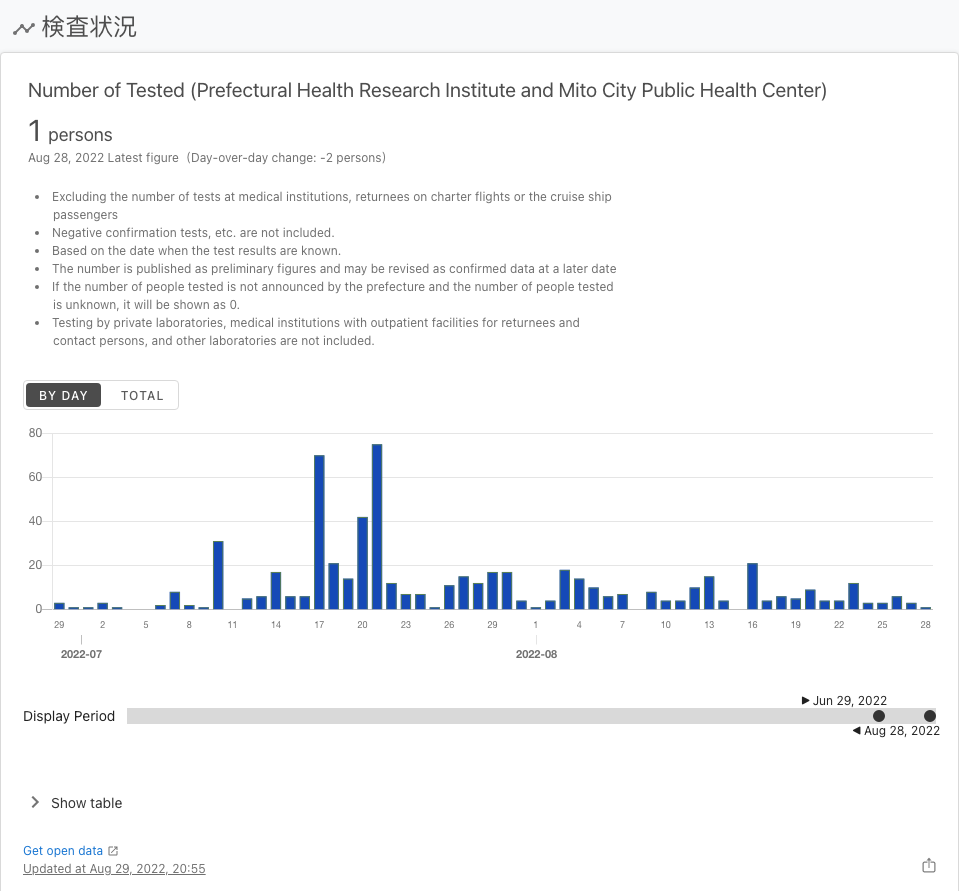 検査状況
Number of Tested (Prefectural Health Research Institute and Mito City Public Health Center)
1 persons
Aug 28, 2022 Latest figure (Day-over-day change: -2 persons)
• Excluding the number of tests at medical institutions, returnees on charter flights or the cruise ship
passengers
• Negative confirmation tests, etc. are not included.
• Based on the date when the test results are known.
• The number is published as preliminary figures and may be revised as confirmed data at a later date
• If the number of people tested is not announced by the prefecture and the number of people tested
is unknown, it will be shown as 0.
• Testing by private laboratories, medical institutions with outpatient facilities for returnees and
contact persons, and other laboratories are not included.
BY DAY TOTAL
80
60
40
20
0
29 2 5 8 11 14 17 20 23 26 29 1 4 7 10 13 16 19 22 25 28
2022-07 2022-08
▶ Jun 29, 2022
Display Period
◀ Aug 28, 2022
Show table
Get open data
Updated at Aug 29, 2022, 20:55